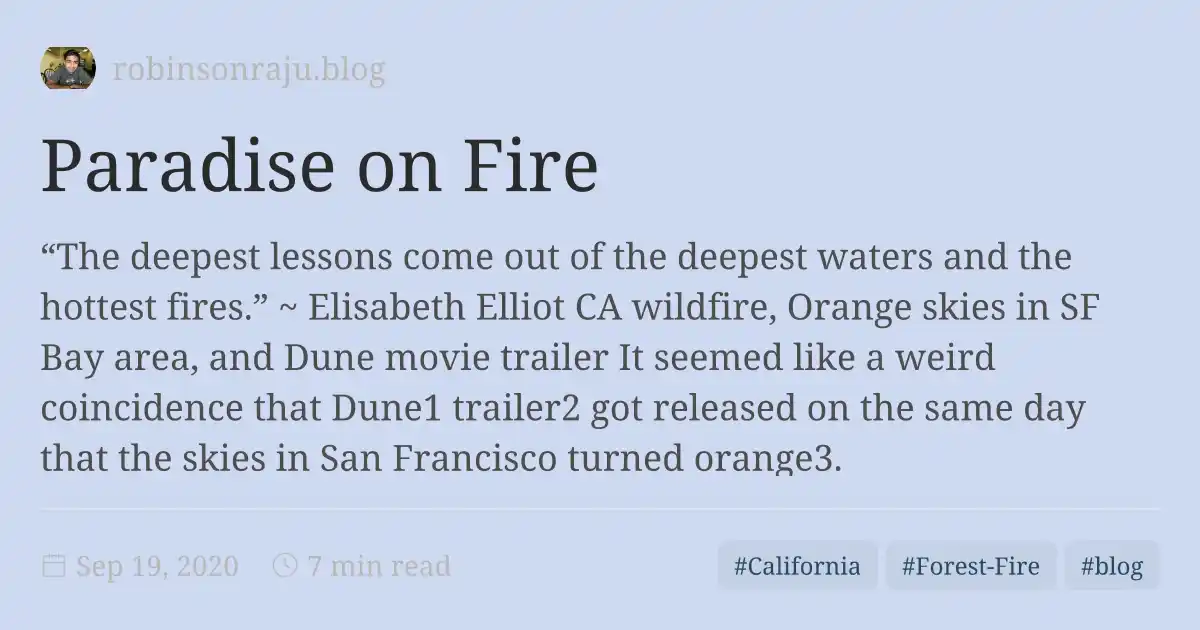 robinsonraju.blog
Paradise on Fire
“The deepest lessons come out of the deepest waters and the
hottest fires.” ~ Elisabeth Elliot CA wildfire, Orange skies in SF
Bay area, and Dune movie trailer It seemed like a weird
coincidence that Dune1 trailer2 got released on the same day
that the skies in San Francisco turned orange3.
Sep 19, 2020 7 min read #California #Forest-Fire #blog